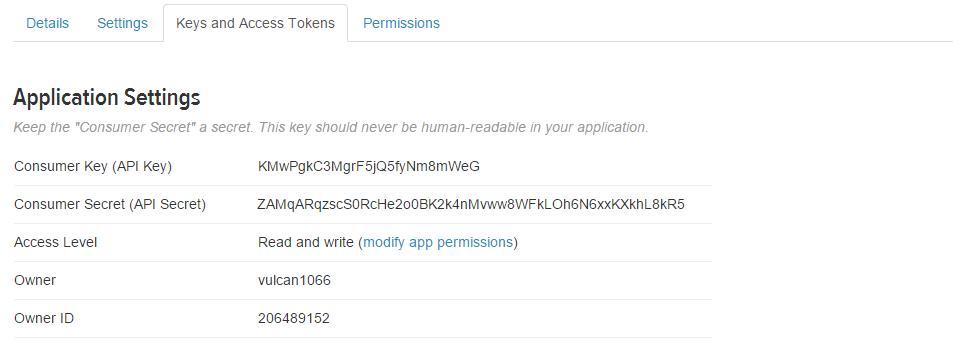 Details Settings Keys and Access Tokens Permissions
Application Settings
Keep the "Consumer Secret" a secret. This key should never be human-readable in your application.
Consumer Key (API Key) KMwPgkC3MgrF5jQ5fyNm8mWeG
Consumer Secret (API Secret) ZAMqARqzscS0RcHe2o0BK2k4nMvww8WFkLOh6N6xxKXkhL8kR5
Access Level Read and write (modify app permissions)
Owner vulcan1066
Owner ID 206489152